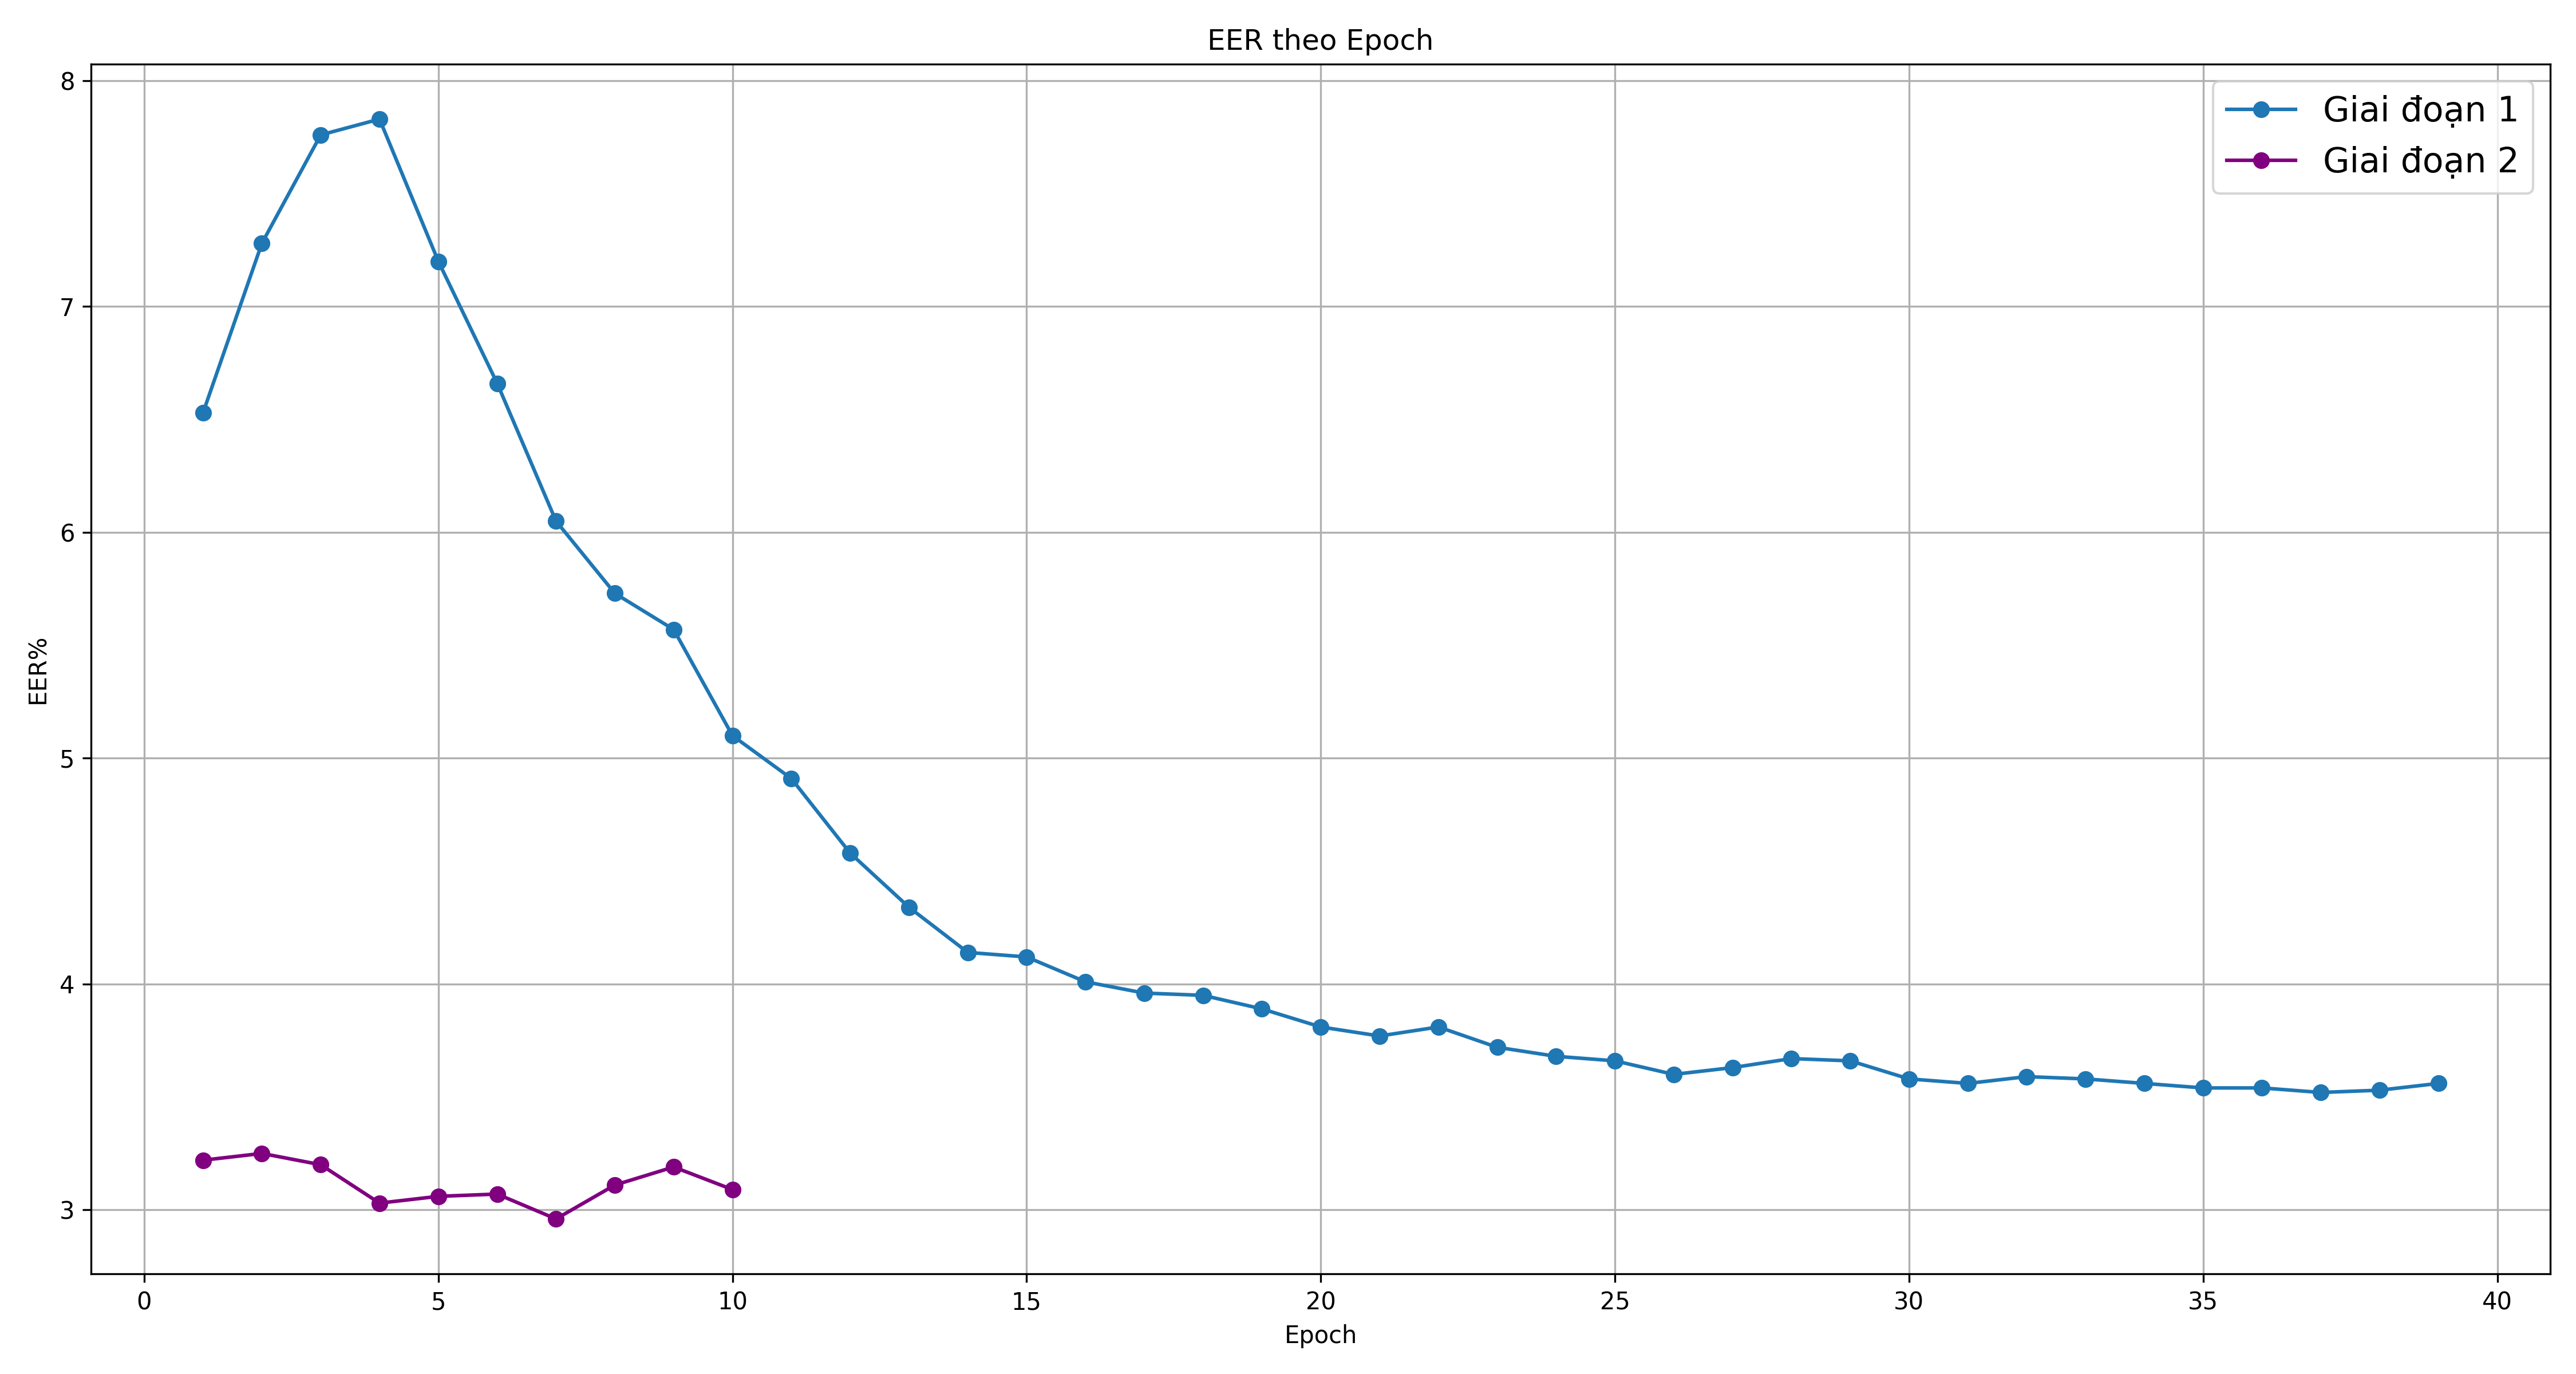 EER theo Epoch
8
7
6
5
4
3
EER%
Giai đoạn 1
Giai đoạn 2
0 5 10 15 20 25 30 35 40
Epoch